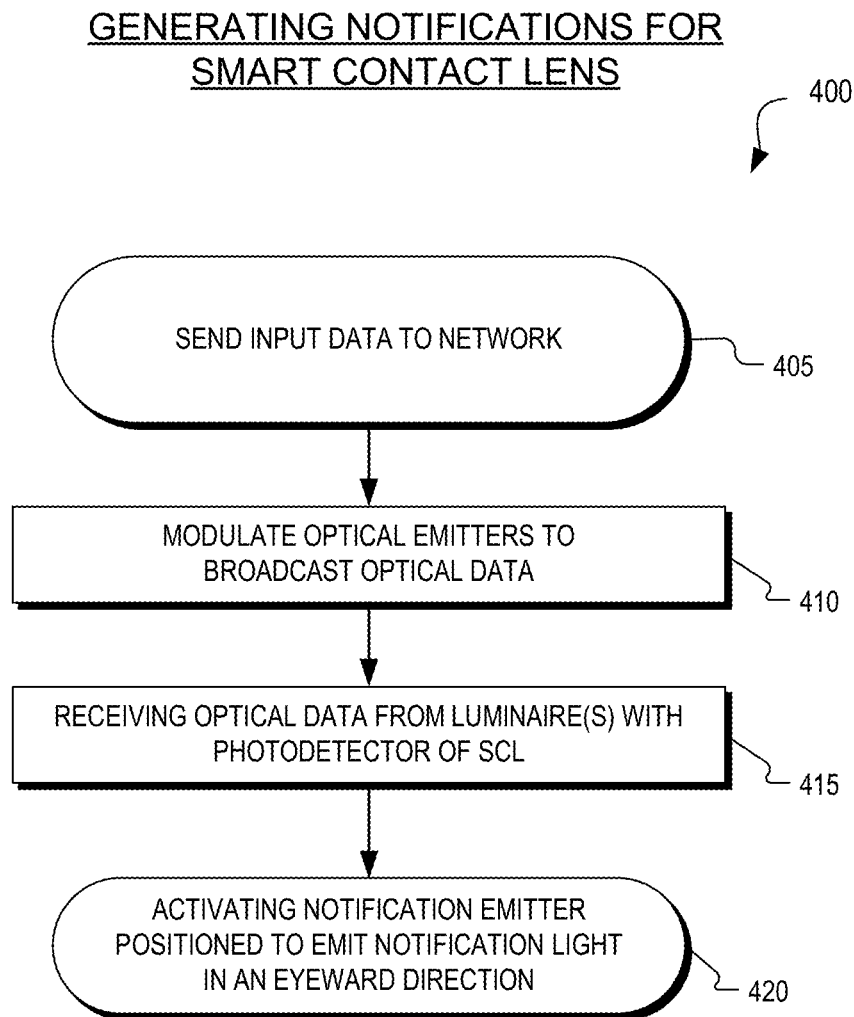 GENERATING NOTIFICATIONS FOR
SMART CONTACT LENS
400
SEND INPUT DATA TO NETWORK
405
MODULATE OPTICAL EMITTERS TO
BROADCAST OPTICAL DATA
410
RECEIVING OPTICAL DATA FROM LUMINAIRE(S) WITH
PHOTODETECTOR OF SCL
415
ACTIVATING NOTIFICATION EMITTER
POSITIONED TO EMIT NOTIFICATION LIGHT
IN AN EYEWARD DIRECTION
420